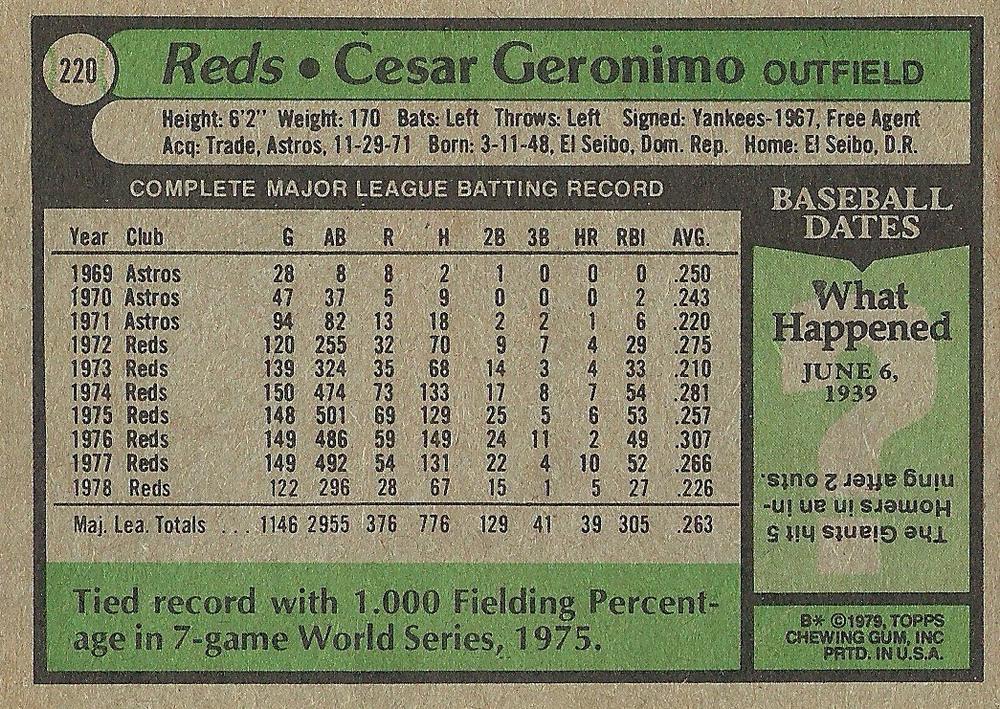 220
Reds • Cesar Geronimo OUTFIELD
Height: 6'2" Weight: 170 Bats: Left Throws: Left Signed: Yankees-1967, Free Agent
Acq: Trade, Astros, 11-29-71 Born: 3-11-48, El Seibo, Dom. Rep. Home: El Seibo, D.R.
COMPLETE MAJOR LEAGUE BATTING RECORD
Year Club G AB R H 2B 3B HR RBI AVG.
1969 Astros 28 8 8 2 1 0 0 0 .250
1970 Astros 47 37 5 9 0 0 0 2 .243
1971 Astros 94 82 13 18 2 2 1 6 .220
1972 Reds 120 255 32 70 9 7 4 29 .275
1973 Reds 139 324 35 68 14 3 4 33 .210
1974 Reds 150 474 73 133 17 8 7 54 .281
1975 Reds 148 501 69 129 25 5 6 53 .257
1976 Reds 149 486 59 149 24 11 2 49 .307
1977 Reds 149 492 54 131 22 4 10 52 .266
1978 Reds 122 296 28 67 15 1 5 27 .226
Maj. Lea. Totals ... 1146 2955 376 776 129 41 39 305 .263
Tied record with 1.000 Fielding Percent-
age in 7-game World Series, 1975.
BASEBALL
DATES
What
Happened
JUNE 6,
1939
?
The Giants hit 5
Homers in an in-
ning after 2 outs.
B* ©1979, TOPPS
CHEWING GUM, INC
PRTD. IN U.S.A.